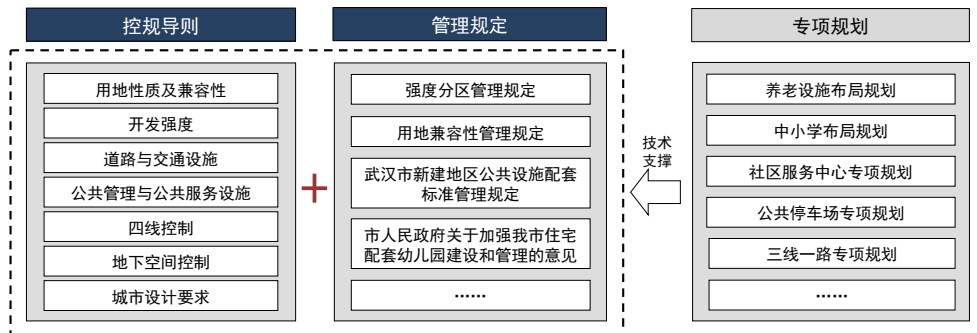 控规导则
用地性质及兼容性
开发强度
道路与交通设施
公共管理与公共服务设施
四线控制
地下空间控制
城市设计要求
+
管理规定
强度分区管理规定
用地兼容性管理规定
武汉市新建地区公共设施配套
标准管理规定
市人民政府关于加强我市住宅
配套幼儿园建设和管理的意见
......
技术
支撑
专项规划
养老设施布局规划
中小学布局规划
社区服务中心专项规划
公共停车场专项规划
三线一路专项规划
......